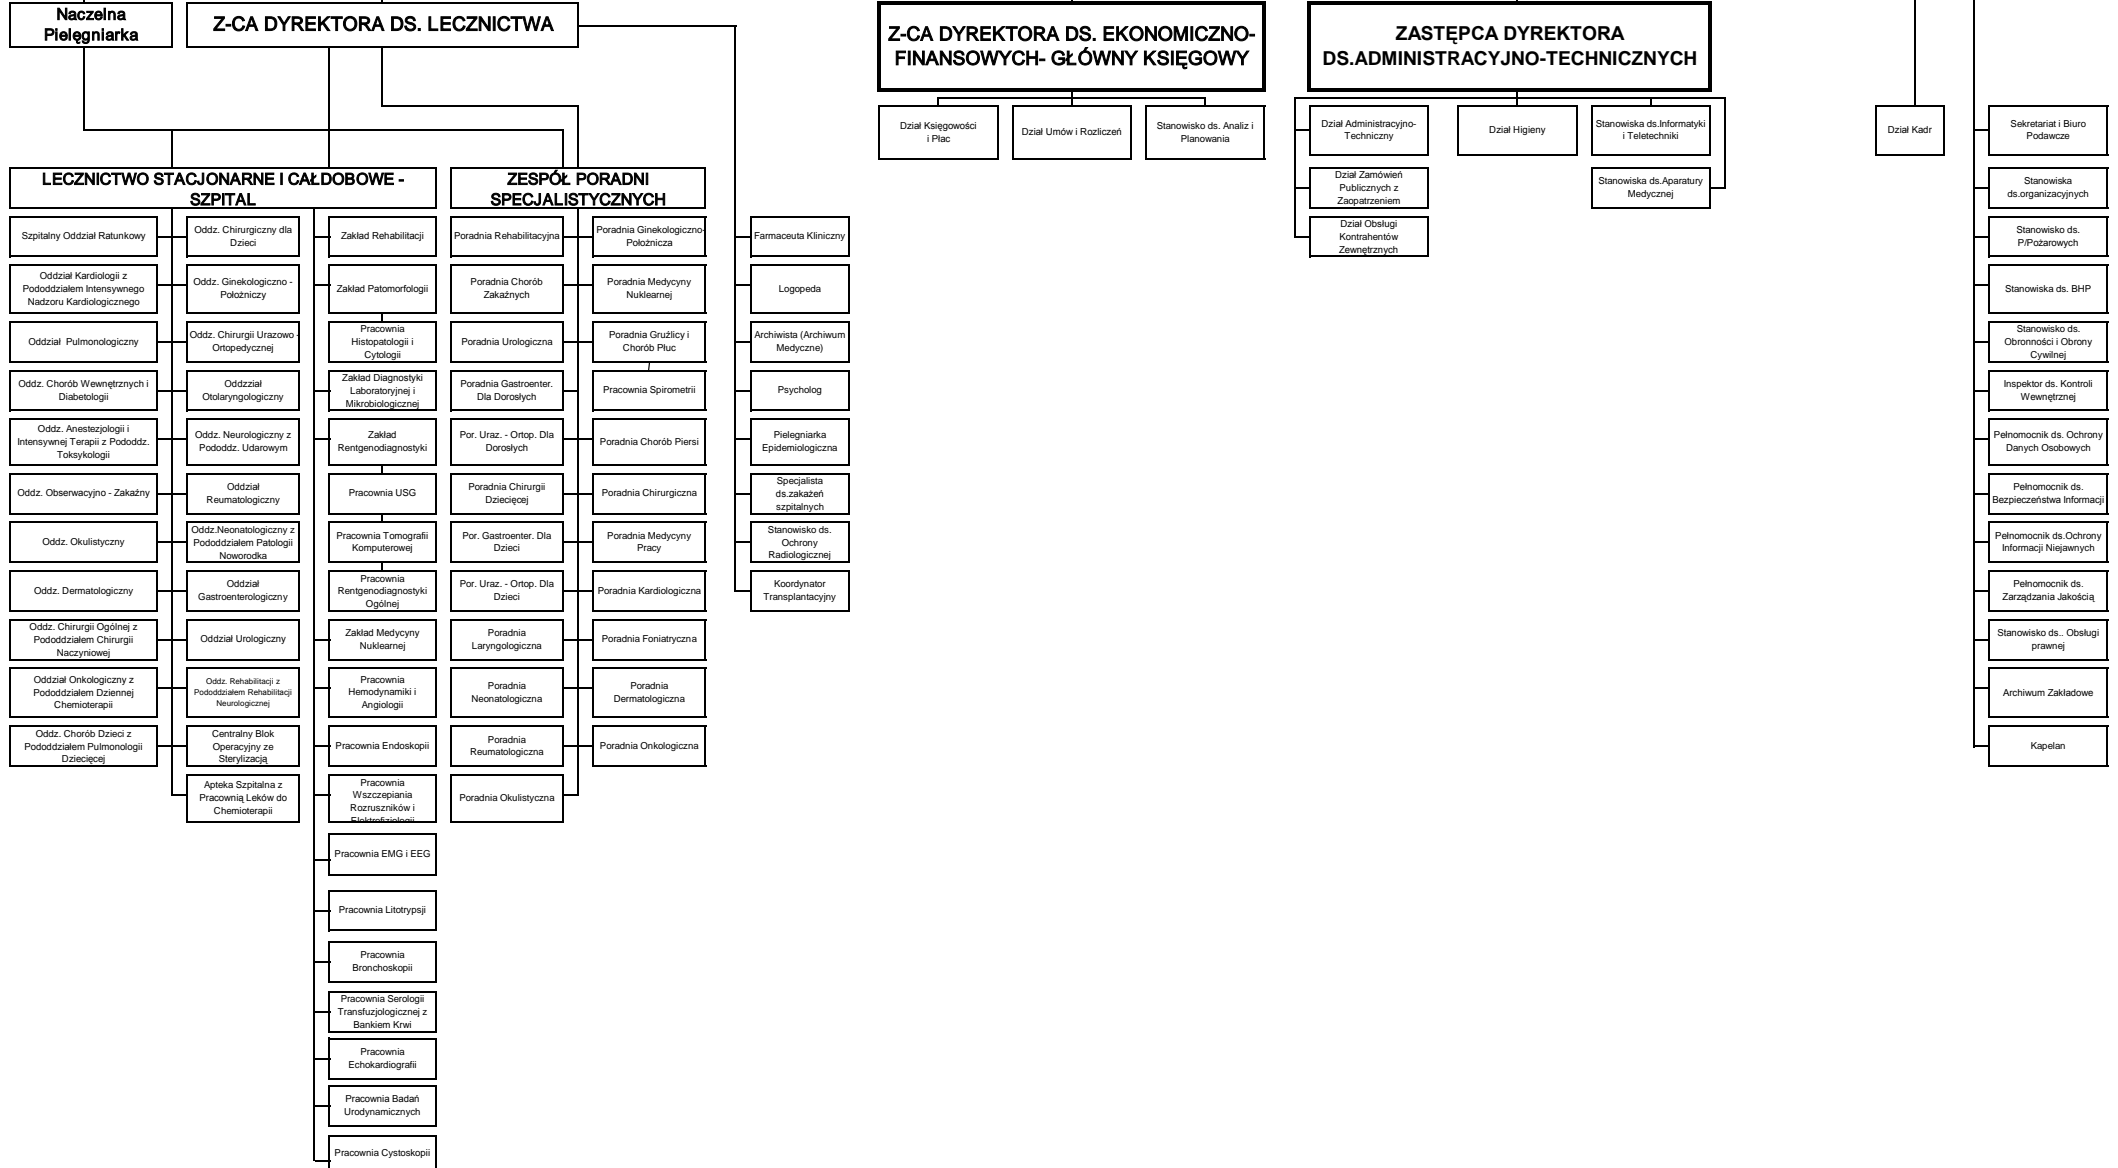 Naczelna
Pielęgniarka
Z-CA DYREKTORA DS. LECZNICTWA
Z-CA DYREKTORA DS. EKONOMICZNO-
FINANSOWYCH- GŁÓWNY KSIĘGOWY
ZASTĘPCA DYREKTORA
DS.ADMINISTRACYJNO-TECHNICZNYCH
Dział Księgowości
i Płac
Dział Umów i Rozliczeń
Stanowisko ds. Analiz i
Planowania
Dział Administracyjno-
Techniczny
Dział Higieny
Stanowiska ds.Informatyki
i Teletechniki
Dział Zamówień
Publicznych z
Zaopatrzeniem
Stanowiska ds.Aparatury
Medycznej
Dział Obsługi
Kontrahentów
Zewnętrznych
Dział Kadr
Sekretariat i Biuro
Podawcze
Stanowiska
ds.organizacyjnych
Stanowisko ds.
P/Pożarowych
Stanowiska ds. BHP
Stanowisko ds.
Obronności i Obrony
Cywilnej
Inspektor ds. Kontroli
Wewnętrznej
Pełnomocnik ds. Ochrony
Danych Osobowych
Pełnomocnik ds.
Bezpieczeństwa Informacji
Pełnomocnik ds.Ochrony
Informacji Niejawnych
Pełnomocnik ds.
Zarządzania Jakością
Stanowisko ds.. Obsługi
prawnej
Archiwum Zakładowe
Kapelan
LECZNICTWO STACJONARNE I CAŁDOBOWE -
SZPITAL
Szpitalny Oddział Ratunkowy
Oddział Kardiologii z
Pododdziałem Intensywnego
Nadzoru Kardiologicznego
Oddział  Pulmonologiczny
Oddz. Chorób Wewnętrznych i
Diabetologii
Oddz. Anestezjologii i
Intensywnej Terapii z Pododdz.
Toksykologii
Oddz. Obserwacyjno - Zakaźny
Oddz. Okulistyczny
Oddz. Dermatologiczny
Oddz. Chirurgii Ogólnej z
Pododdziałem Chirurgii
Naczyniowej
Oddział Onkologiczny z
Pododdziałem Dziennej
Chemioterapii
Oddz. Chorób Dzieci z
Pododdziałem Pulmonologii
Dziecięcej
Oddz. Chirurgiczny dla
Dzieci
Oddz. Ginekologiczno -
Położniczy
Oddz. Chirurgii Urazowo -
Ortopedycznej
Oddzział
Otolaryngologiczny
Oddz. Neurologiczny z
Pododdz. Udarowym
Oddział
Reumatologiczny
Oddz.Neonatologiczny z
Pododdziałem Patologii
Noworodka
Oddział
Gastroenterologiczny
Oddział Urologiczny
Oddz. Rehabilitacji z
Pododdziałem Rehabilitacji
Neurologicznej
Centralny Blok
Operacyjny ze
Sterylizacją
Apteka Szpitalna z
Pracownią Leków do
Chemioterapii
Zakład Rehabilitacji
Zakład Patomorfologii
Pracownia
Histopatologii i
Cytologii
Zakład Diagnostyki
Laboratoryjnej i
Mikrobiologicznej
Zakład
Rentgenodiagnostyki
Pracownia USG
Pracownia Tomografii
Komputerowej
Pracownia
Rentgenodiagnostyki
Ogólnej
Zakład Medycyny
Nuklearnej
Pracownia
Hemodynamiki i
Angiologii
Pracownia Endoskopii
Pracownia
Wszczepiania
Rozruszników i
Elektrofizjologii
Pracownia EMG i EEG
Pracownia Litotrypsji
Pracownia
Bronchoskopii
Pracownia Serologii
Transfuzjologicznej z
Bankiem Krwi
Pracownia
Echokardiografii
Pracownia Badań
Urodynamicznych
Pracownia Cystoskopii
ZESPÓŁ PORADNI
SPECJALISTYCZNYCH
Poradnia Rehabilitacyjna
Poradnia Chorób
Zakaźnych
Poradnia Urologiczna
Poradnia Gastroenter.
Dla Dorosłych
Por. Uraz. - Ortop. Dla
Dorosłych
Poradnia Chirurgii
Dziecięcej
Por. Gastroenter. Dla
Dzieci
Por. Uraz. - Ortop. Dla
Dzieci
Poradnia
Laryngologiczna
Poradnia
Neonatologiczna
Poradnia
Reumatologiczna
Poradnia Okulistyczna
Poradnia Ginekologiczno-
Położnicza
Poradnia Medycyny
Nuklearnej
Poradnia Gruźlicy i
Chorób Płuc
Pracownia Spirometrii
Poradnia Chorób Piersi
Poradnia Chirurgiczna
Poradnia Medycyny
Pracy
Poradnia Kardiologiczna
Poradnia Foniatryczna
Poradnia
Dermatologiczna
Poradnia Onkologiczna
Farmaceuta Kliniczny
Logopeda
Archiwista (Archiwum
Medyczne)
Psycholog
Pielegniarka
Epidemiologiczna
Specjalista
ds.zakażeń
szpitalnych
Stanowisko ds.
Ochrony
Radiologicznej
Koordynator
Transplantacyjny